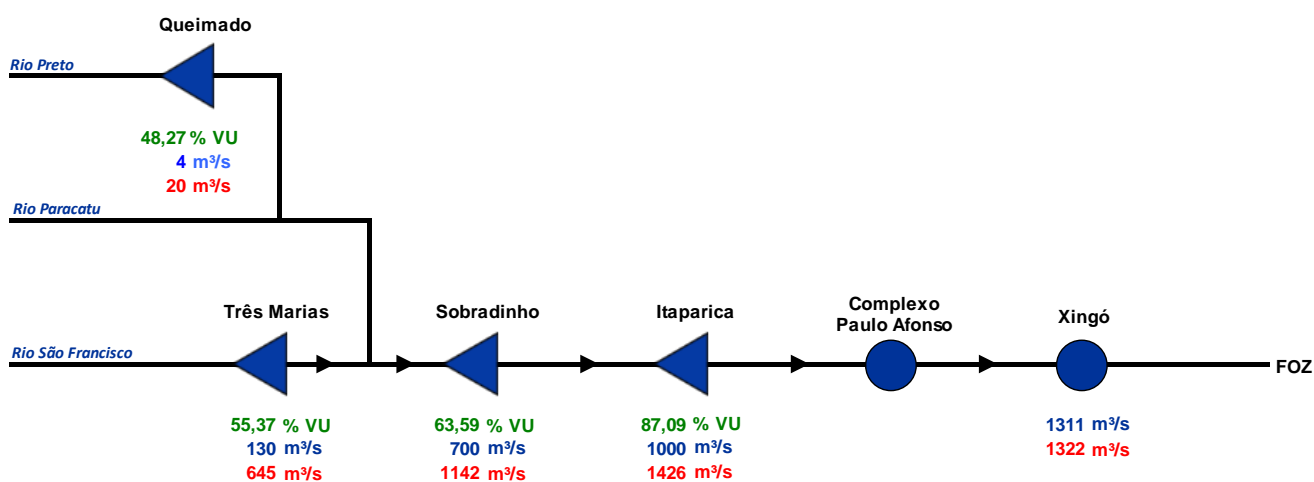 Queimado
Rio Preto
48,27 % VU
4 m³/s
20 m³/s
Rio Paracatu
Três Marias
Sobradinho
Itaparica
Complexo
Paulo Afonso
Xingó
Rio São Francisco
FOZ
55,37 % VU
130 m³/s
645 m³/s
63,59 % VU
700 m³/s
1142 m³/s
87,09 % VU
1000 m³/s
1426 m³/s
1311 m³/s
1322 m³/s